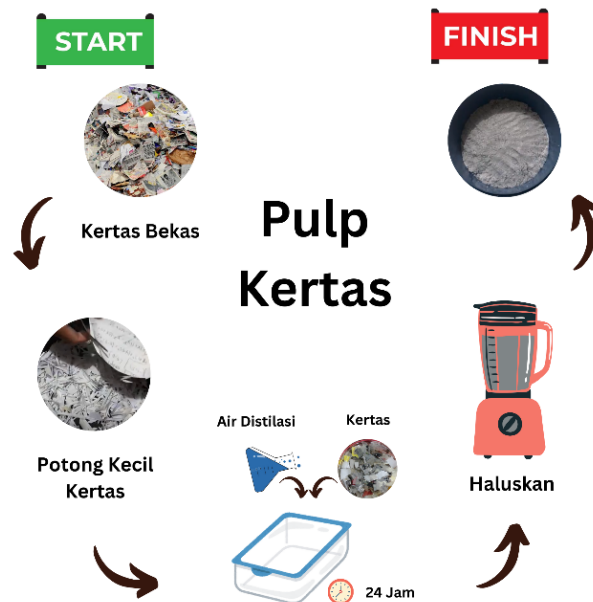 START
FINISH
Kertas Bekas
Pulp
Kertas
Potong Kecil
Kertas
Air Distilasi
Kertas
24 Jam
Haluskan